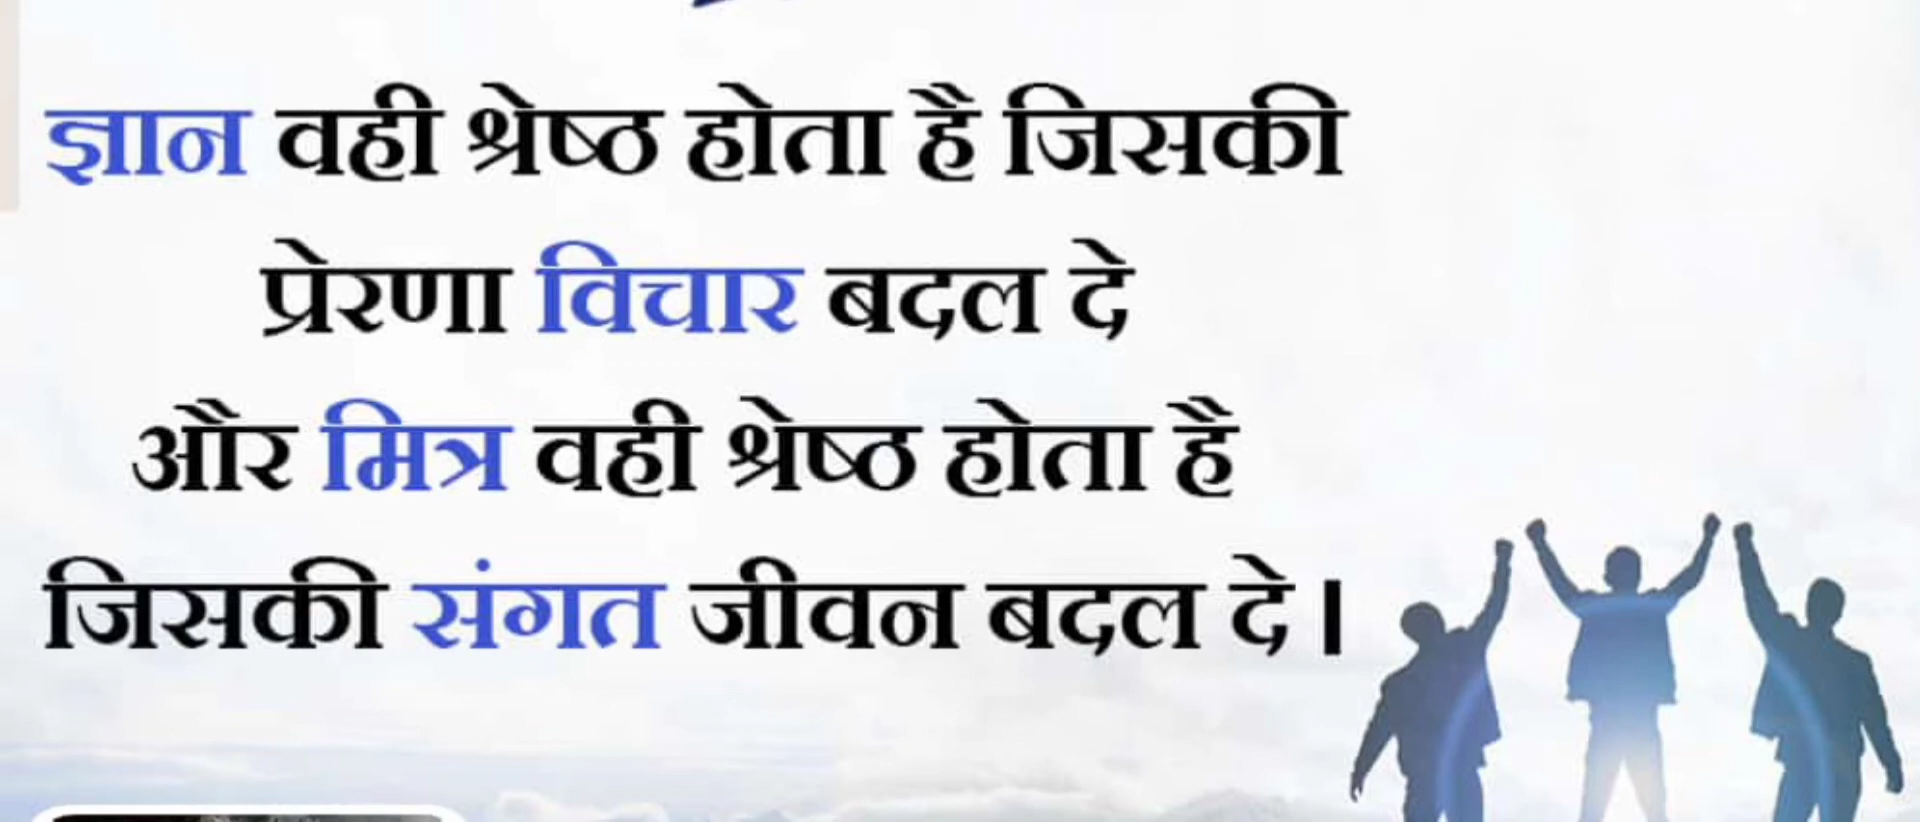 ज्ञान वही श्रेष्ठ होता है जिसकी
प्रेरणा विचार बदल दे
और मित्र वही श्रेष्ठ होता है
जिसकी संगत जीवन बदल दे।